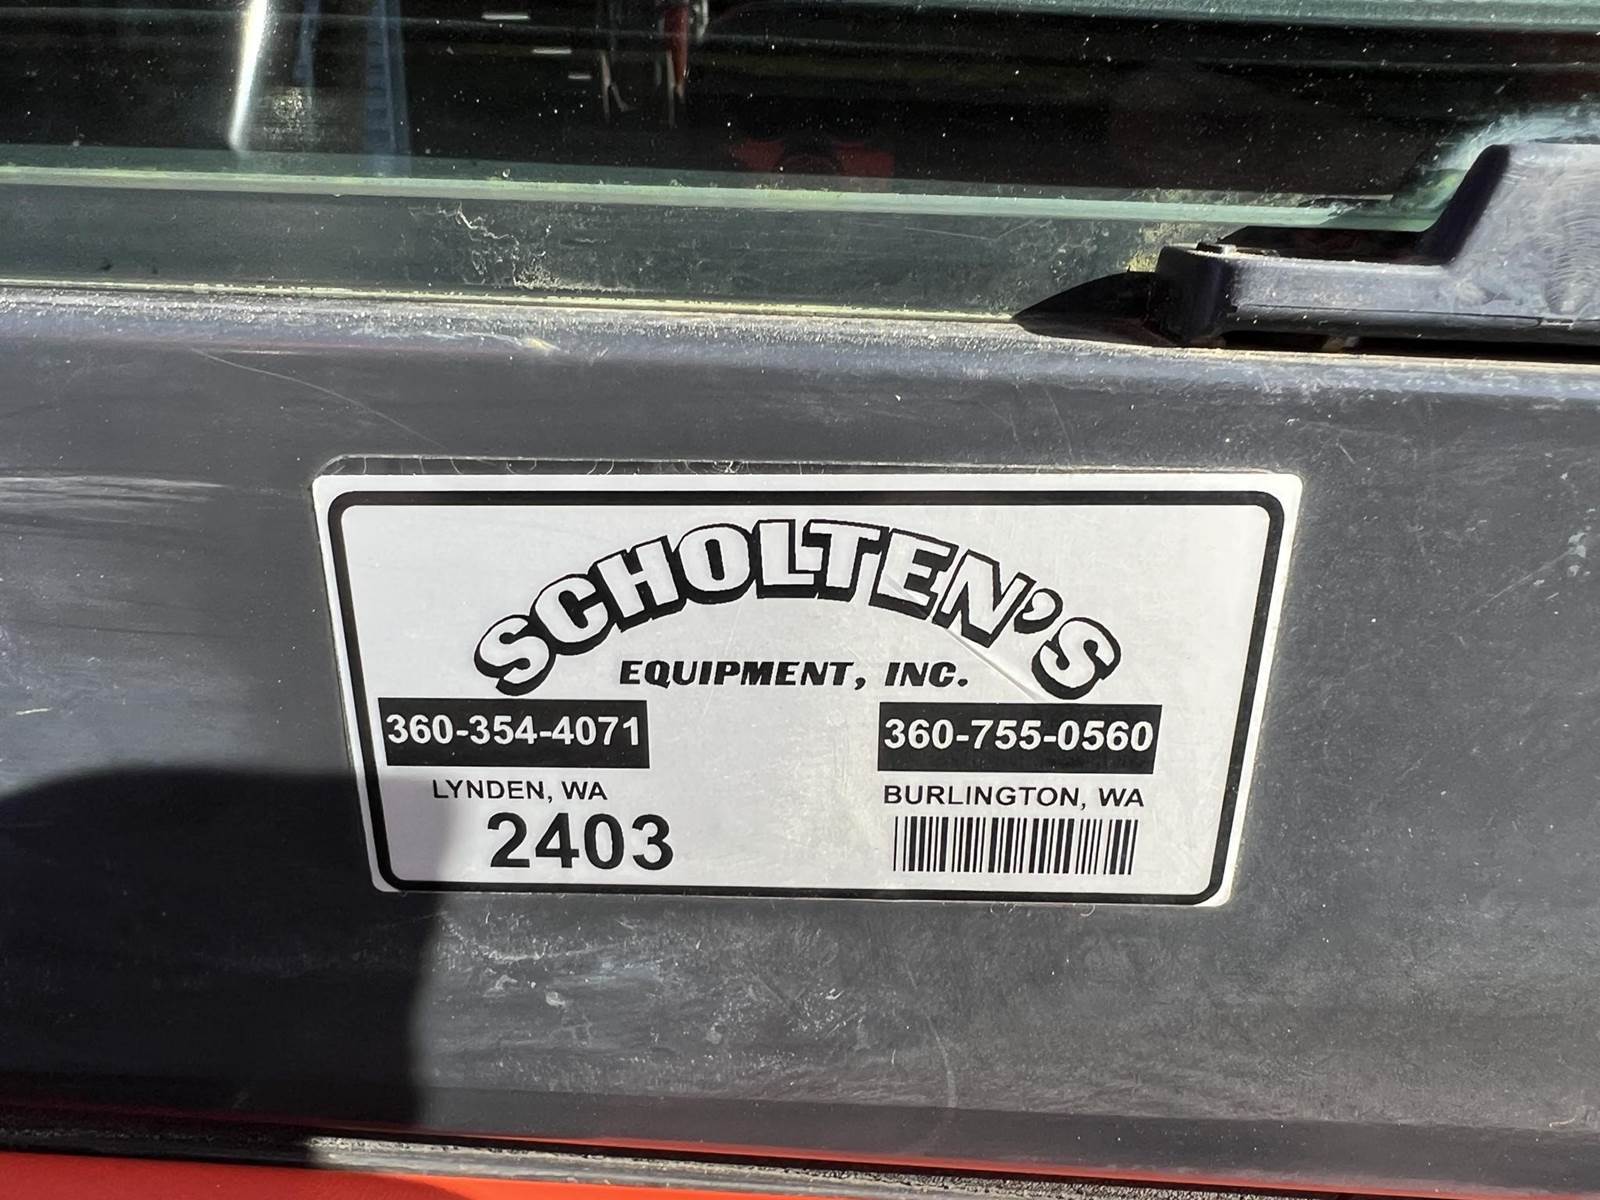 SCHOLTEN'S
EQUIPMENT, INC.
360-354-4071 360-755-0560
LYNDEN, WA BURLINGTON, WA
2403